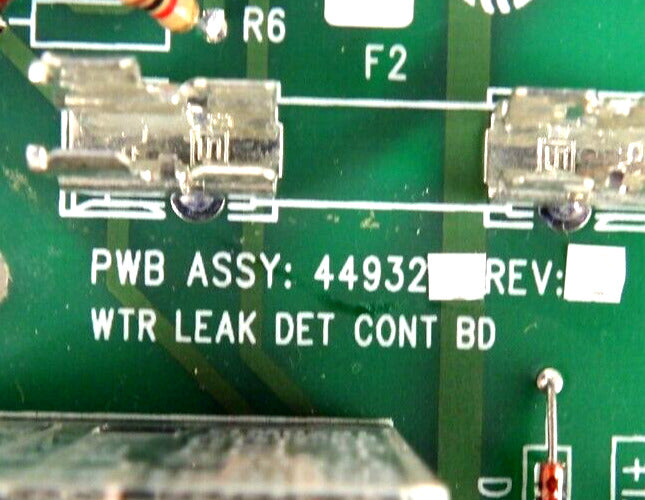 R6
F2
PWB ASSY: 44932 REV:
WTR LEAK DET CONT BD
D